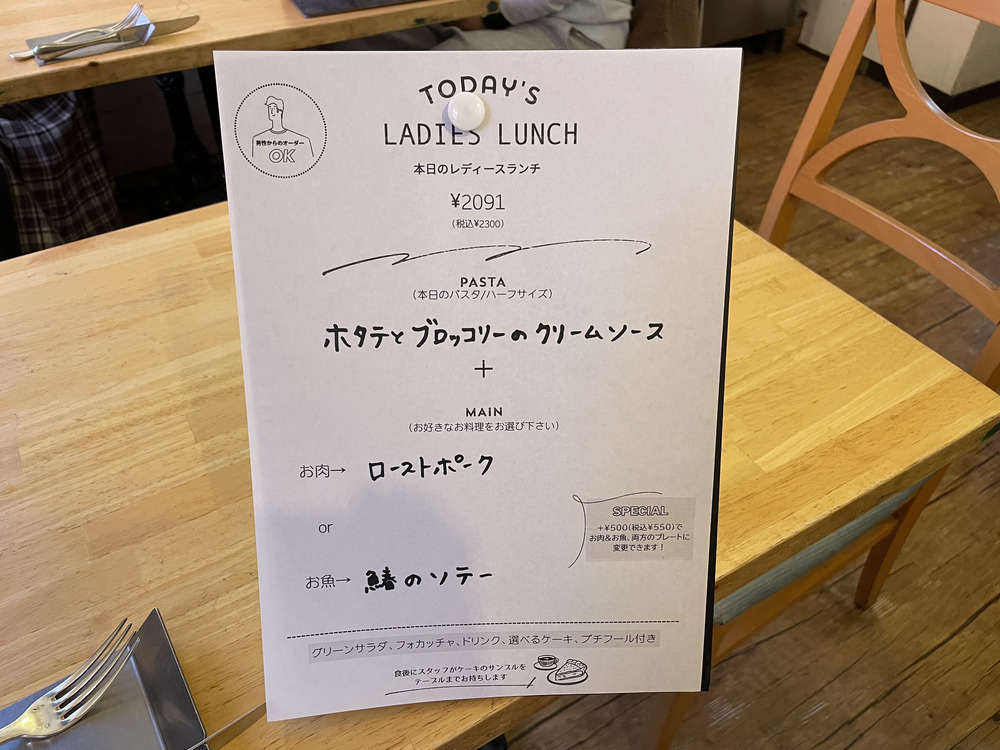 TODAY'S
LADIES LUNCH
男性からのオーダー
OK
本日のレディースランチ
¥2091
(税込¥2300)
PASTA
(本日のパスタ/ハーフサイズ)
ホタテとブロッコリーのクリームソース
+
MAIN
(お好きなお料理をお選び下さい)
お肉→ ローストポーク
or
SPECIAL
+¥500(税込¥550)で
お肉&お魚、両方のプレートに
変更できます!
お魚→ 鰆のソテー
グリーンサラダ、フォカッチャ、ドリンク、選べるケーキ、プチフール付き
食後にスタッフがケーキのサンプルを
テーブルまでお持ちします